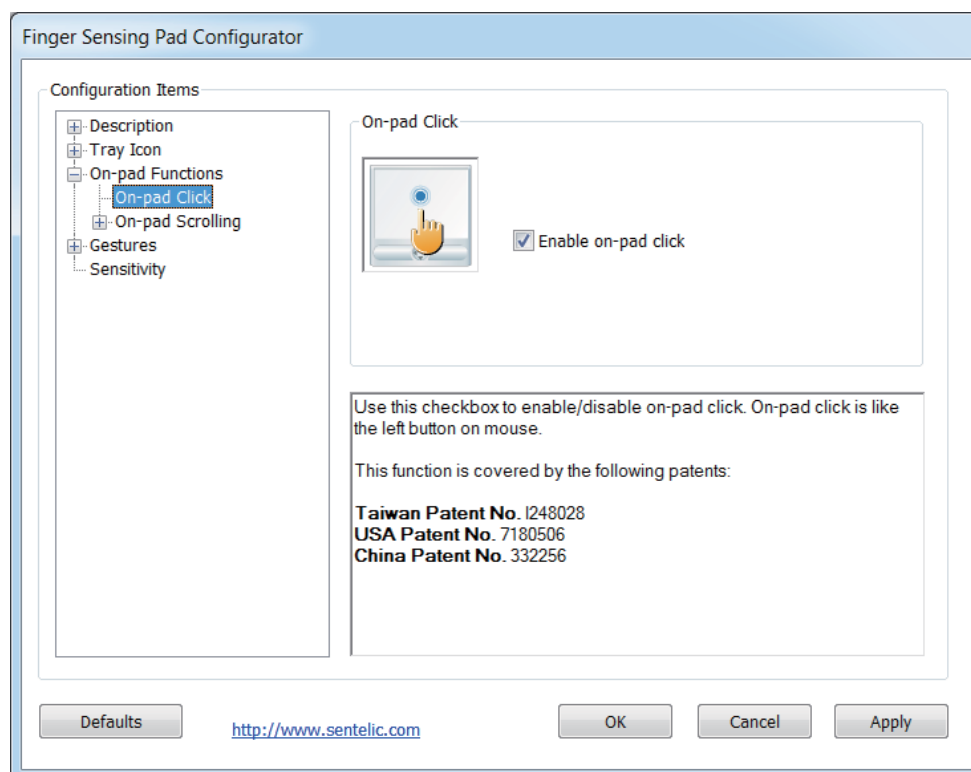 Finger Sensing Pad Configurator
Configuration Items
Description
Tray Icon
On-pad Functions
On-pad Click
On-pad Scrolling
Gestures
Sensitivity
On-pad Click
Enable on-pad click
Use this checkbox to enable/disable on-pad click. On-pad click is like
the left button on mouse.
This function is covered by the following patents:
Taiwan Patent No. I248028
USA Patent No. 7180506
China Patent No. 332256
Defaults
http://www.sentelic.com
OK
Cancel
Apply